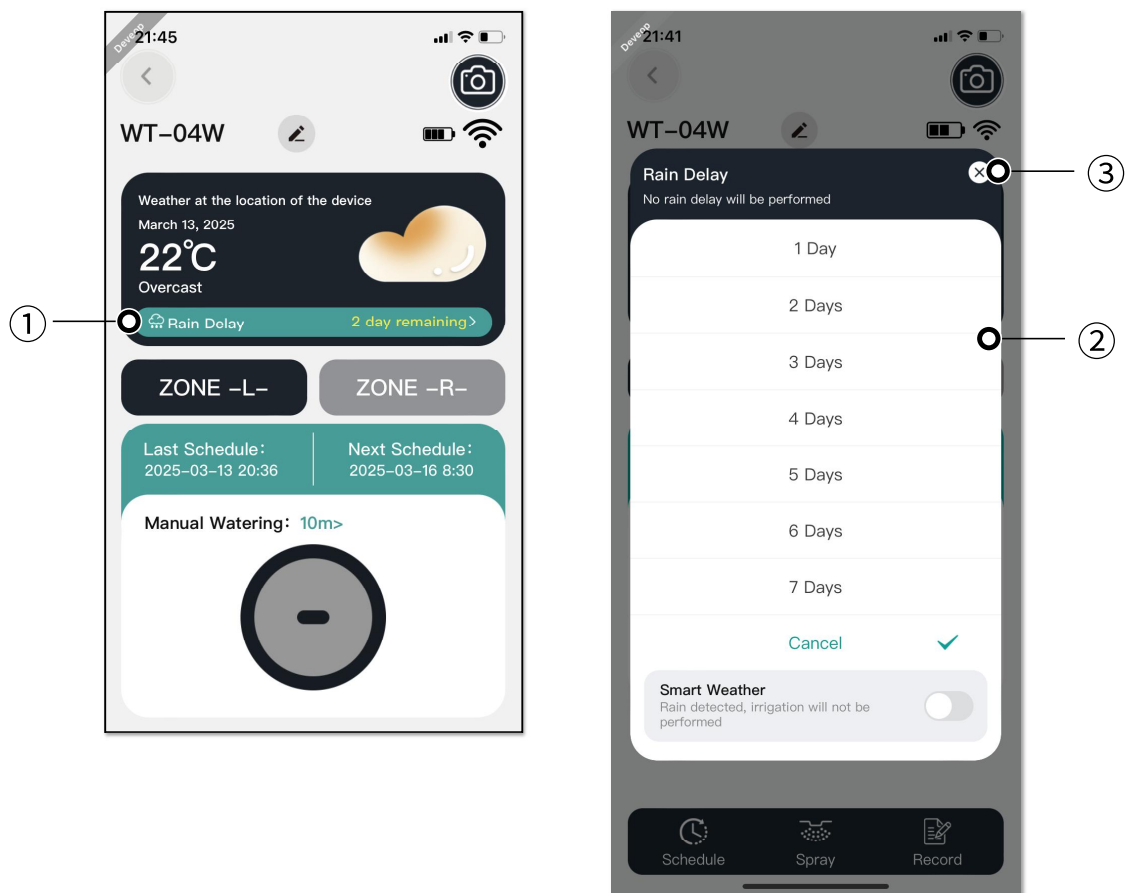 Deveop
21:45
WT-04W
Weather at the location of the device
March 13, 2025
22℃
Overcast
Rain Delay
2 day remaining>
①
ZONE -L-
ZONE -R-
Last Schedule:
2025-03-13 20:36
Next Schedule:
2025-03-16 8:30
Manual Watering: 10m>
Deveop
21:41
WT-04W
Rain Delay
No rain delay will be performed
③
1 Day
2 Days
②
3 Days
4 Days
5 Days
6 Days
7 Days
Cancel
Smart Weather
Rain detected, irrigation will not be
performed
Schedule
Spray
Record